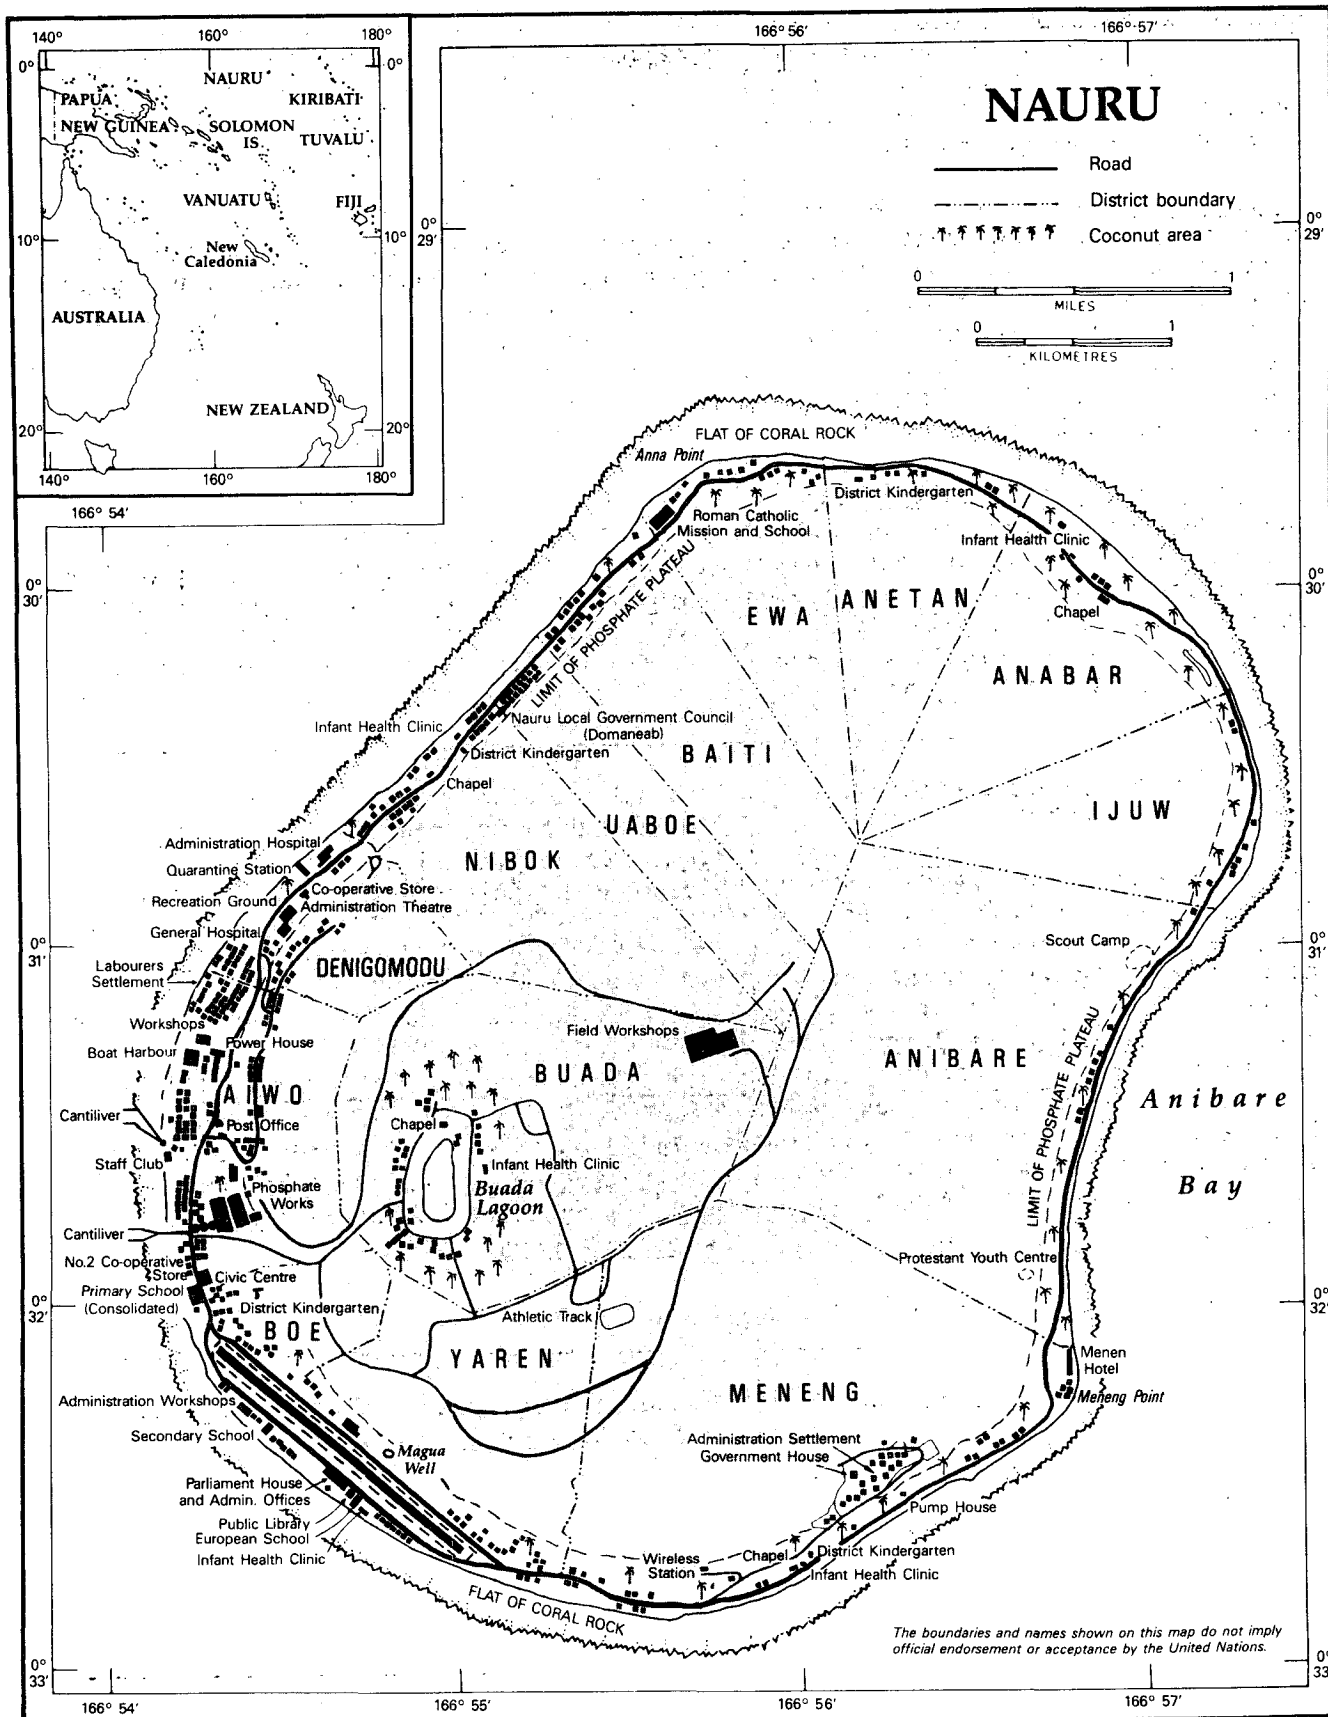 140°
160°
180°
0°
0°
NAURU
PAPUA
NEW GUINEA
KIRIBATI
SOLOMON
IS.
TUVALU
VANUATU
FIJI
10°
10°
New
Caledonia
AUSTRALIA
NEW ZEALAND
20°
20°
140°
160°
180°
166° 54'
166° 56'
166° 57'
NAURU
Road
District boundary
Coconut area
0 1
MILES
0 1
KILOMETRES
0°
29'
0°
29'
FLAT OF CORAL ROCK
Anna Point
District Kindergarten
Roman Catholic
Mission and School
Infant Health Clinic
LIMIT OF PHOSPHATE PLATEAU
0°
30'
0°
30'
EWA
ANETAN
Chapel
ANABAR
Infant Health Clinic
Nauru Local Government Council
(Domaneab)
District Kindergarten
BAITI
Chapel
IJUW
UABOE
NIBOK
Administration Hospital
Quarantine Station
Co-operative Store
Recreation Ground
Administration Theatre
General Hospital
Scout Camp
0°
31'
0°
31'
Labourers
Settlement
DENIGOMODU
Workshops
Power House
Boat Harbour
Field Workshops
BUADA
ANIBARE
LIMIT OF PHOSPHATE PLATEAU
Anibare
Bay
AIWO
Cantiliver
Post Office
Chapel
Staff Club
Infant Health Clinic
Buada
Lagoon
Phosphate
Works
Cantiliver
Protestant Youth Centre
No.2 Co-operative
Store
Civic Centre
Primary School
(Consolidated)
District Kindergarten
0°
32'
0°
32'
Athletic Track
BOE
YAREN
Menen
Hotel
Meneng Point
MENENG
Administration Workshops
Secondary School
Magua
Well
Administration Settlement
Government House
Parliament House
and Admin. Offices
Public Library
European School
Infant Health Clinic
Pump House
Wireless
Station
Chapel
District Kindergarten
Infant Health Clinic
FLAT OF CORAL ROCK
The boundaries and names shown on this map do not imply
official endorsement or acceptance by the United Nations.
0°
33'
0°
33'
166° 54'
166° 55'
166° 56'
166° 57'